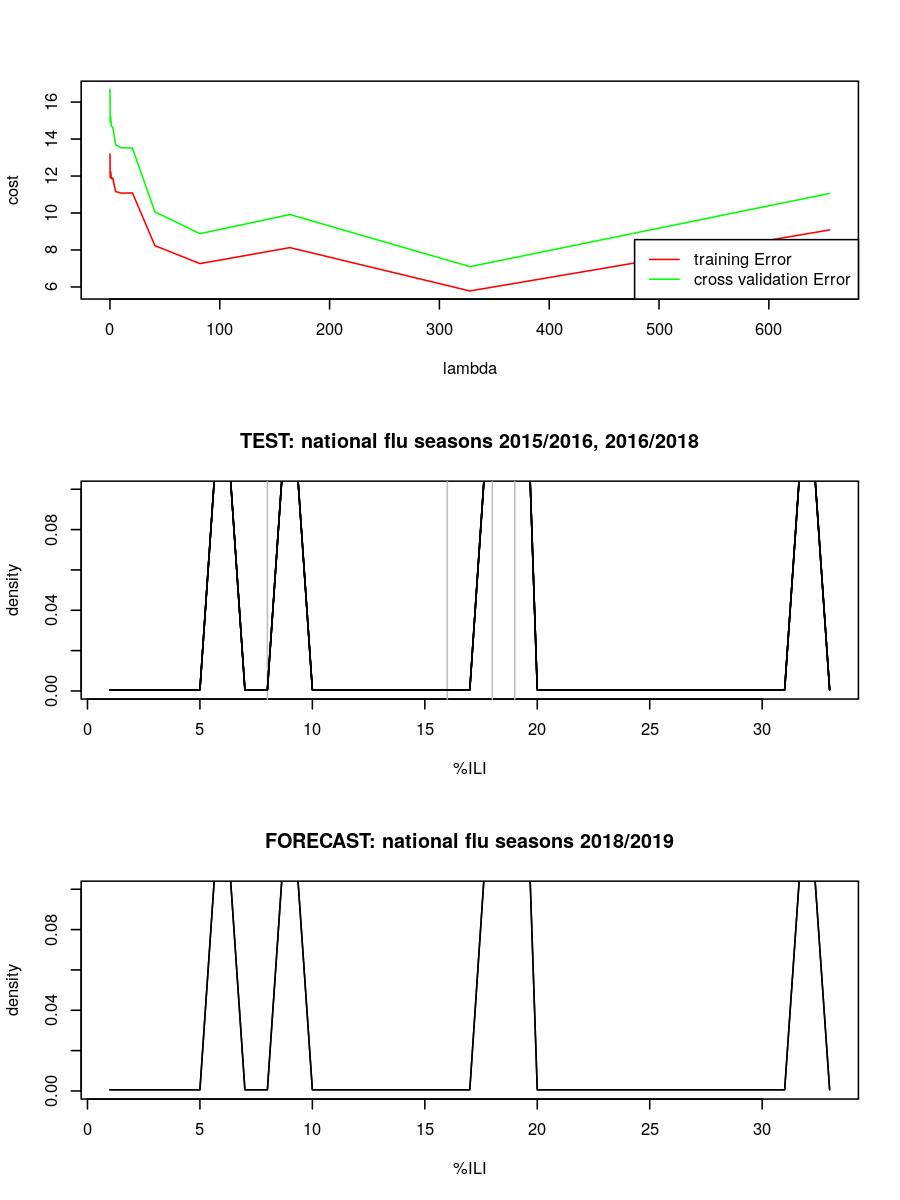 16
14
12
10
8
6
cost
training Error
cross validation Error
0 100 200 300 400 500 600
lambda
TEST: national flu seasons 2015/2016, 2016/2018
0.08
0.04
0.00
density
0 5 10 15 20 25 30
%ILI
FORECAST: national flu seasons 2018/2019
0.08
0.04
0.00
density
0 5 10 15 20 25 30
%ILI